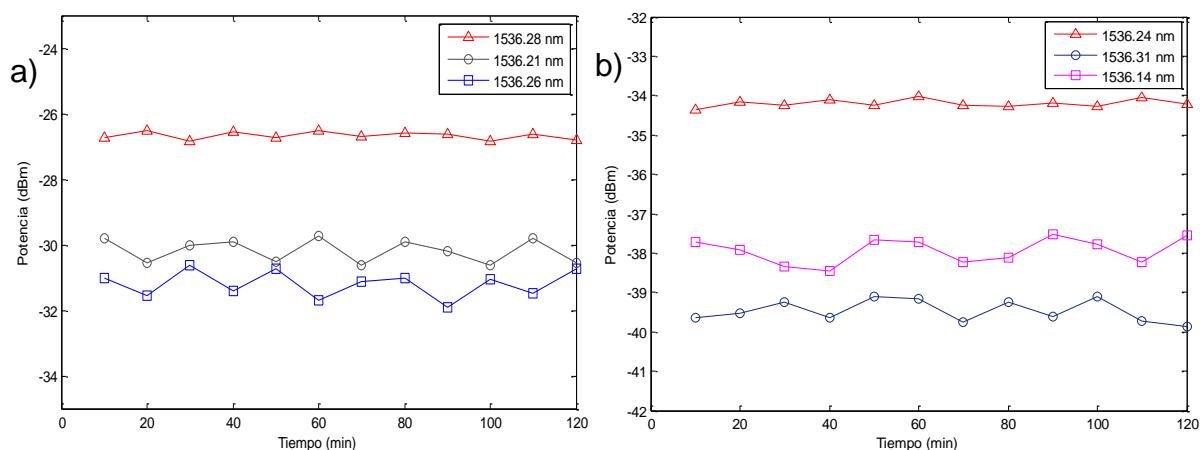 a)
1536.28 nm
1536.21 nm
1536.26 nm
-24
-26
-28
-30
-32
-34
Potencia (dBm)
0
20
40
60
80
100
120
Tiempo (min)
b)
1536.24 nm
1536.31 nm
1536.14 nm
-32
-33
-34
-35
-36
-37
-38
-39
-40
-41
-42
Potencia (dBm)
0
20
40
60
80
100
120
Tiempo (min)